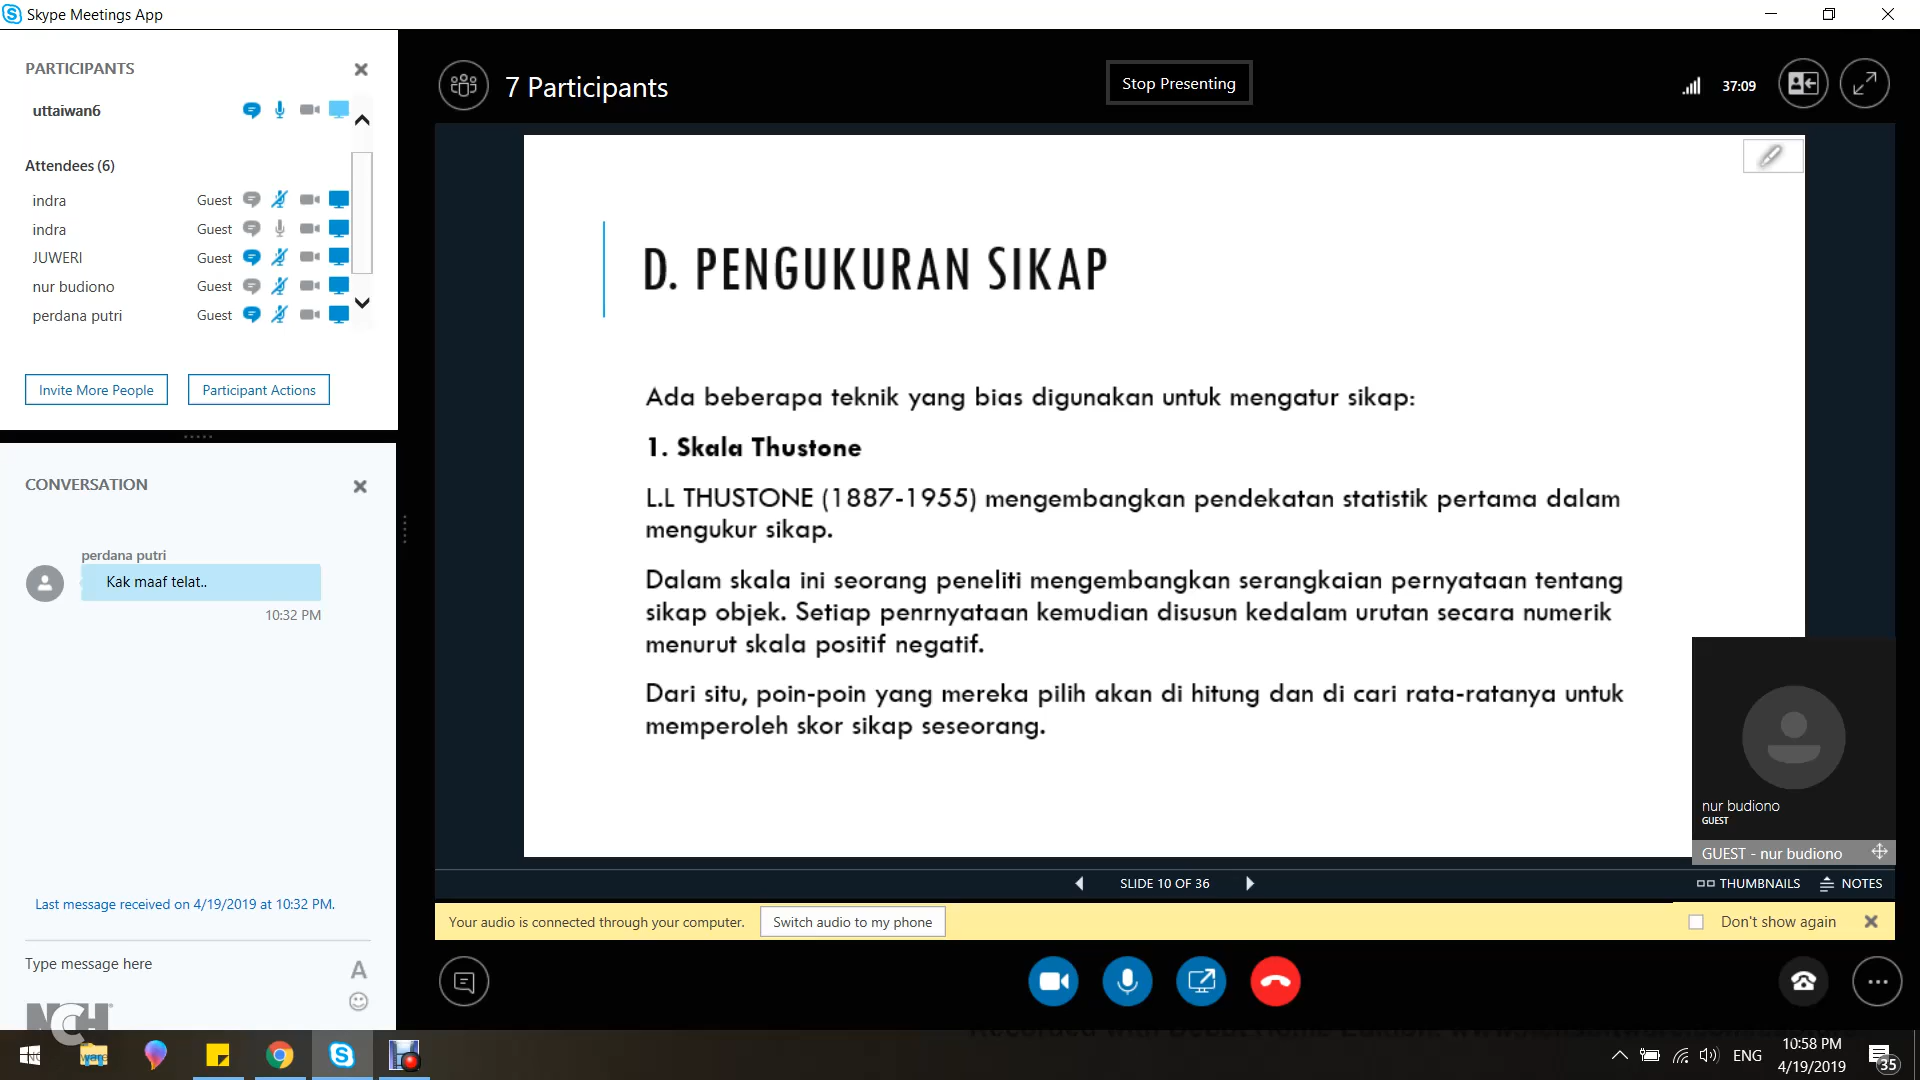 Skype Meetings App
PARTICIPANTS
uttaiwan6
Attendees (6)
indra Guest
indra Guest
JUWERI Guest
nur budiono Guest
perdana putri Guest
Invite More People Participant Actions
CONVERSATION
perdana putri
Kak maaf telat..
10:32 PM
Last message received on 4/19/2019 at 10:32 PM.
Type message here
A
NCH
7 Participants
Stop Presenting
37:09
D. PENGUKURAN SIKAP
Ada beberapa teknik yang bias digunakan untuk mengatur sikap:
1. Skala Thustone
L.L THUSTONE (1887-1955) mengembangkan pendekatan statistik pertama dalam
mengukur sikap.
Dalam skala ini seorang peneliti mengembangkan serangkaian pernyataan tentang
sikap objek. Setiap penrnyataan kemudian disusun kedalam urutan secara numerik
menurut skala positif negatif.
Dari situ, poin-poin yang mereka pilih akan di hitung dan di cari rata-ratanya untuk
memperoleh skor sikap seseorang.
nur budiono
GUEST
GUEST - nur budiono
SLIDE 10 OF 36
THUMBNAILS NOTES
Your audio is connected through your computer. Switch audio to my phone
Don't show again
ENG
10:58 PM
4/19/2019
35